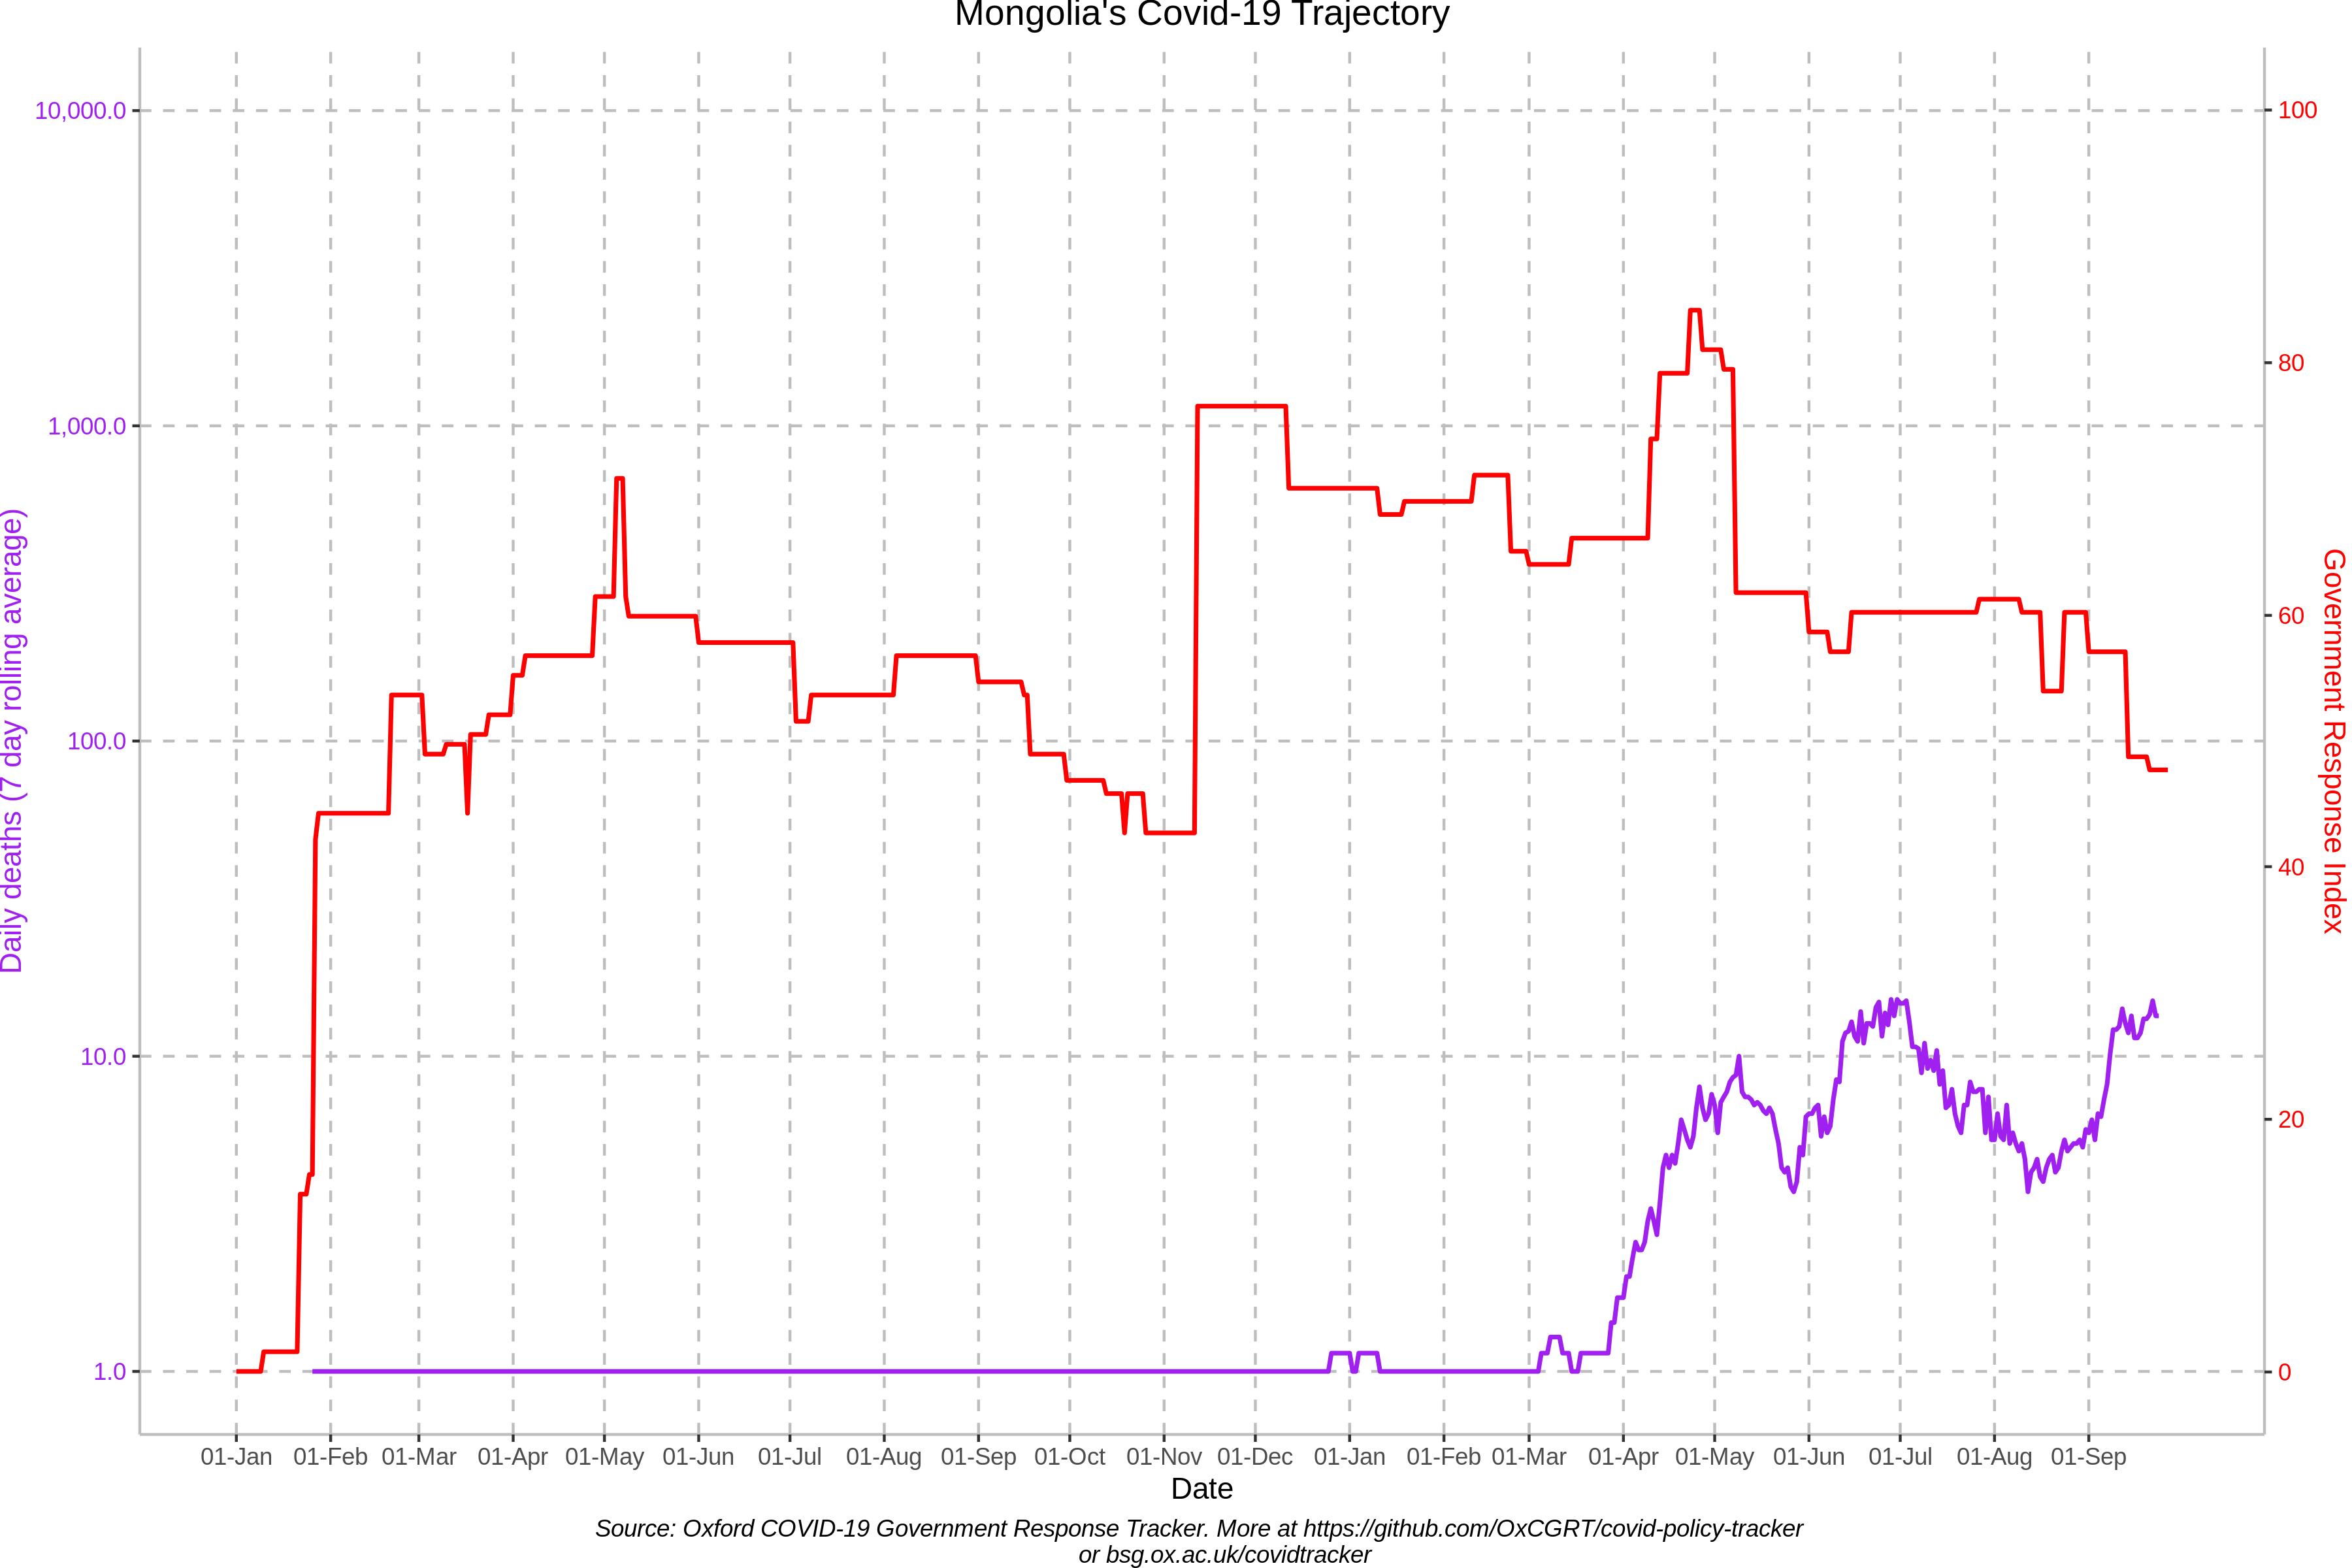 Mongolia's Covid-19 Trajectory
10,000.0
1,000.0
100.0
10.0
1.0
Daily deaths (7 day rolling average)
100
80
60
40
20
0
Government Response Index
01-Jan 01-Feb 01-Mar 01-Apr 01-May 01-Jun 01-Jul 01-Aug 01-Sep 01-Oct 01-Nov 01-Dec 01-Jan 01-Feb 01-Mar 01-Apr 01-May 01-Jun 01-Jul 01-Aug 01-Sep
Date
Source: Oxford COVID-19 Government Response Tracker. More at https://github.com/OxCGRT/covid-policy-tracker
or bsg.ox.ac.uk/covidtracker